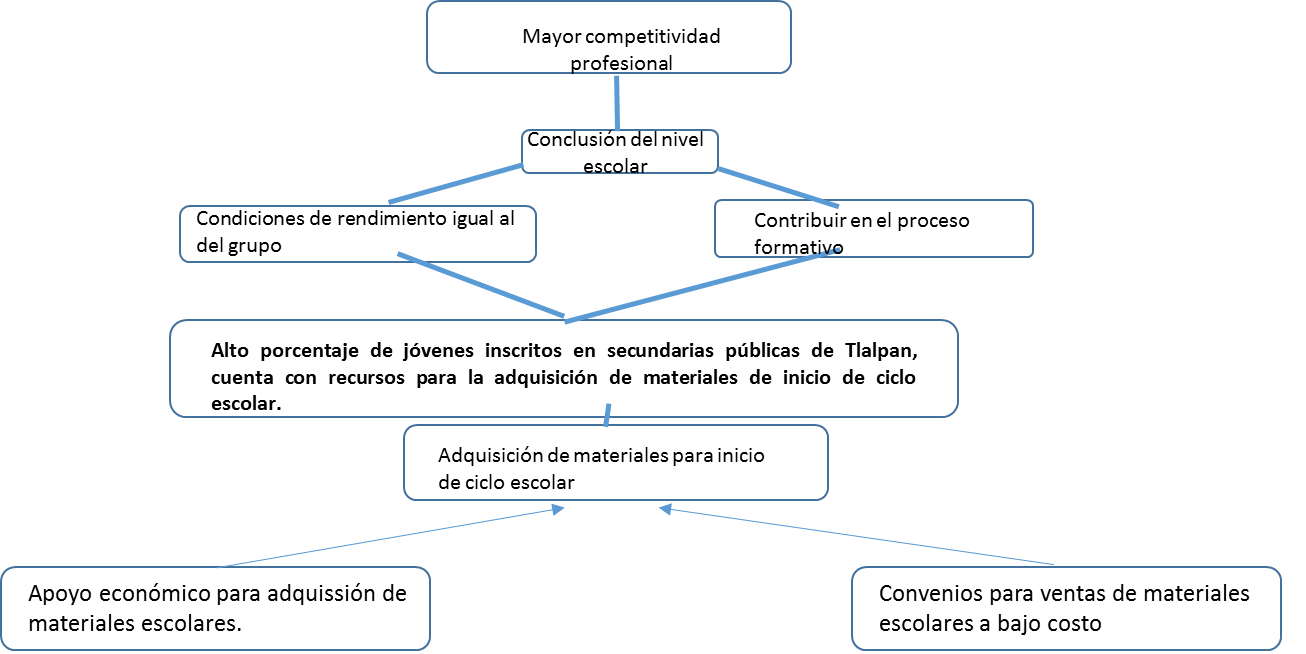 Mayor competitividad
profesional
Conclusión del nivel
escolar
Condiciones de rendimiento igual al
del grupo
Contribuir en el proceso
formativo
Alto porcentaje de jóvenes inscritos en secundarias públicas de Tlalpan,
cuenta con recursos para la adquisición de materiales de inicio de ciclo
escolar.
Adquisición de materiales para inicio
de ciclo escolar
Apoyo económico para adquissión de
materiales escolares.
Convenios para ventas de materiales
escolares a bajo costo